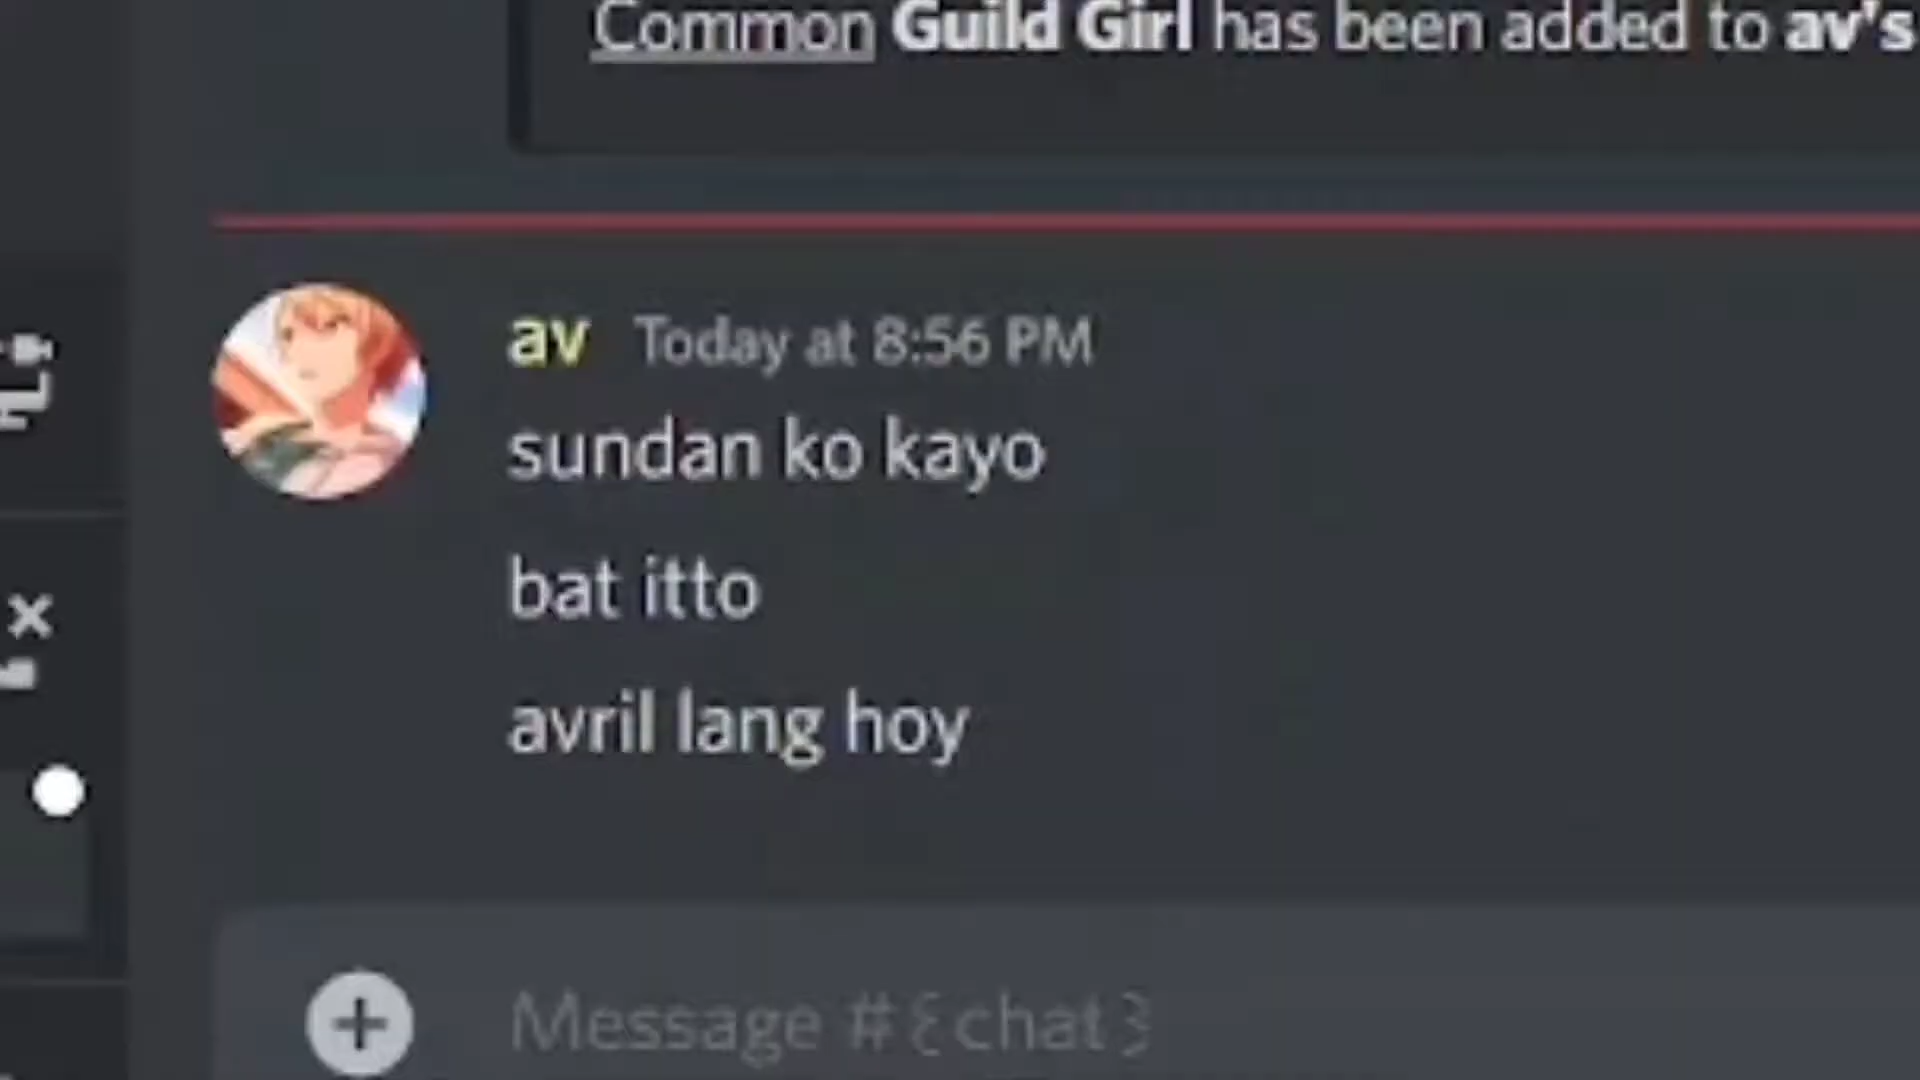 Common Guild Girl has been added to av's
av Today at 8:56 PM
sundan ko kayo
bat itto
avril lang hoy
Message #꒰chat꒱